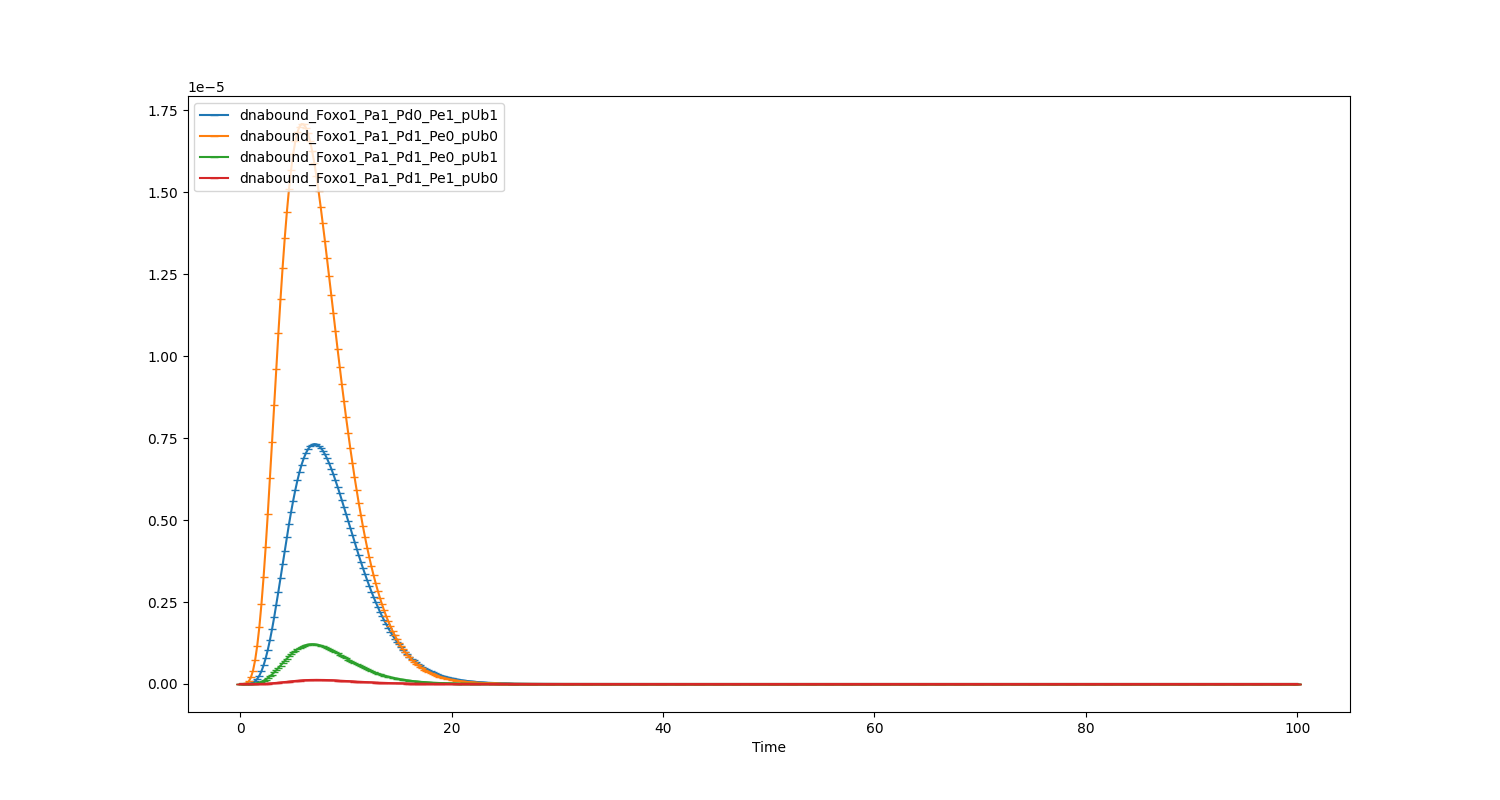 1e−5
1.75
1.50
1.25
1.00
0.75
0.50
0.25
0.00
dnabound_Foxo1_Pa1_Pd0_Pe1_pUb1
dnabound_Foxo1_Pa1_Pd1_Pe0_pUb0
dnabound_Foxo1_Pa1_Pd1_Pe0_pUb1
dnabound_Foxo1_Pa1_Pd1_Pe1_pUb0
0 20 40 60 80 100
Time